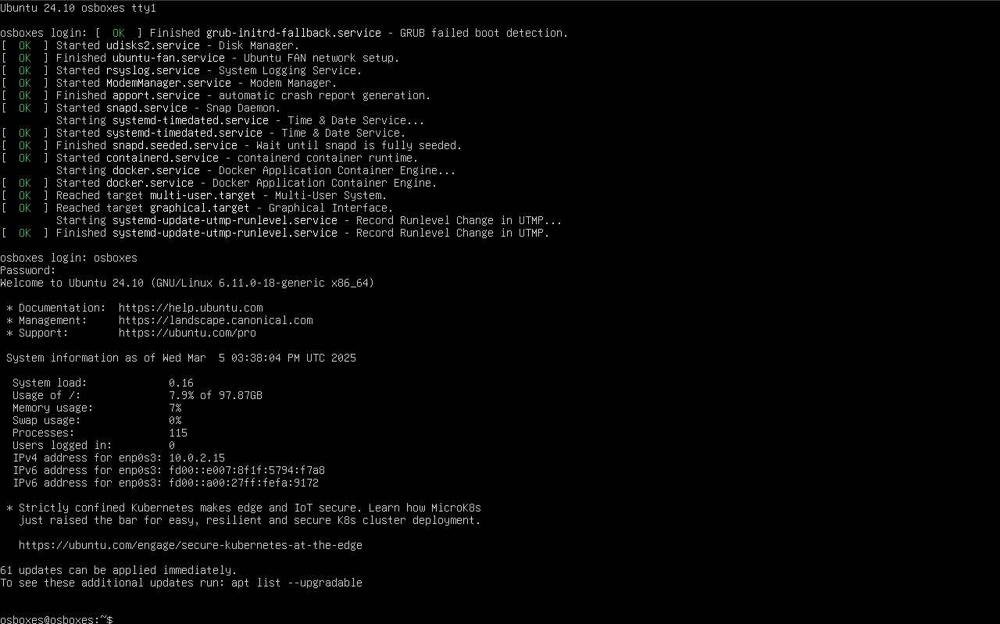 Ubuntu 24.10 osboxes tty1
osboxes login: [  OK  ] Finished grub-initrd-fallback.service - GRUB failed boot detection.
[  OK  ] Started udisks2.service - Disk Manager.
[  OK  ] Finished ubuntu-fan.service - Ubuntu FAN network setup.
[  OK  ] Started rsyslog.service - System Logging Service.
[  OK  ] Started ModemManager.service - Modem Manager.
[  OK  ] Finished apport.service - automatic crash report generation.
[  OK  ] Started snapd.service - Snap Daemon.
         Starting systemd-timedated.service - Time & Date Service...
[  OK  ] Started systemd-timedated.service - Time & Date Service.
[  OK  ] Finished snapd.seeded.service - Wait until snapd is fully seeded.
[  OK  ] Started containerd.service - containerd container runtime.
         Starting docker.service - Docker Application Container Engine...
[  OK  ] Started docker.service - Docker Application Container Engine.
[  OK  ] Reached target multi-user.target - Multi-User System.
[  OK  ] Reached target graphical.target - Graphical Interface.
         Starting systemd-update-utmp-runlevel.service - Record Runlevel Change in UTMP...
[  OK  ] Finished systemd-update-utmp-runlevel.service - Record Runlevel Change in UTMP.
osboxes login: osboxes
Password:
Welcome to Ubuntu 24.10 (GNU/Linux 6.11.0-18-generic x86_64)
 * Documentation:  https://help.ubuntu.com
 * Management:     https://landscape.canonical.com
 * Support:        https://ubuntu.com/pro
 System information as of Wed Mar  5 03:38:04 PM UTC 2025
  System load:             0.16
  Usage of /:              7.9% of 97.87GB
  Memory usage:            7%
  Swap usage:              0%
  Processes:               115
  Users logged in:         0
  IPv4 address for enp0s3: 10.0.2.15
  IPv6 address for enp0s3: fd00::e007:8f1f:5794:f7a8
  IPv6 address for enp0s3: fd00::a00:27ff:fefa:9172
 * Strictly confined Kubernetes makes edge and IoT secure. Learn how MicroK8s
   just raised the bar for easy, resilient and secure K8s cluster deployment.
   https://ubuntu.com/engage/secure-kubernetes-at-the-edge
61 updates can be applied immediately.
To see these additional updates run: apt list --upgradable
osboxes@osboxes:~$